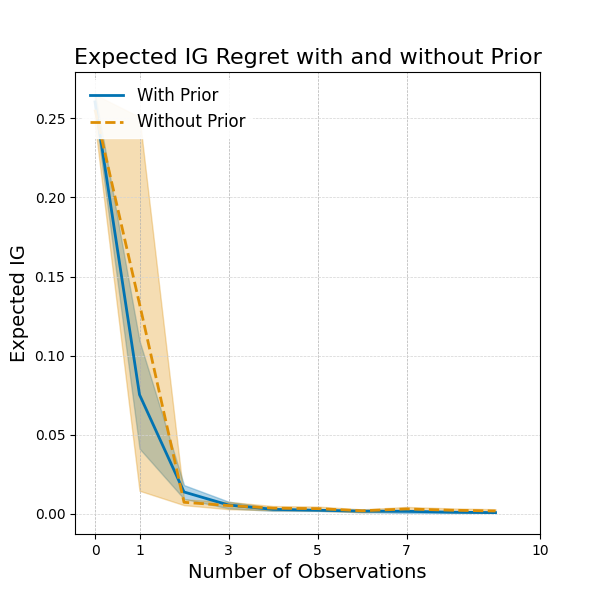 Expected IG Regret with and without Prior
With Prior
Without Prior
Expected IG
0.25
0.20
0.15
0.10
0.05
0.00
0 1 3 5 7 10
Number of Observations